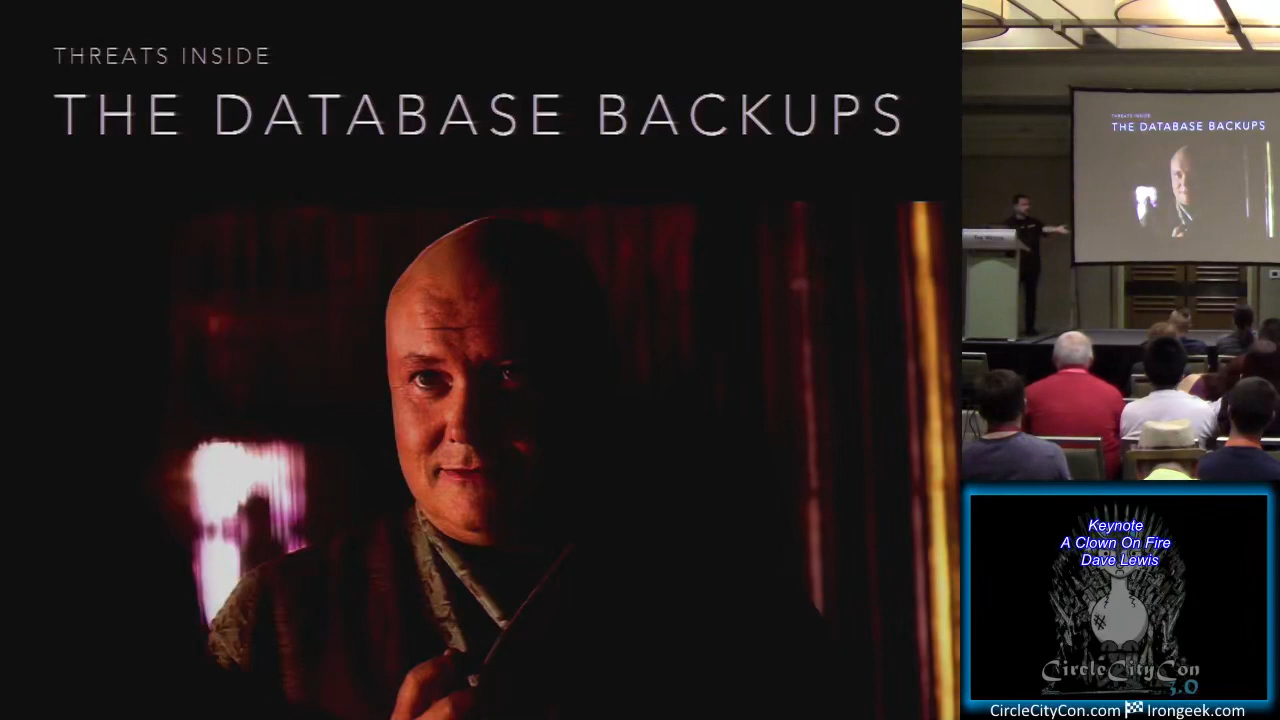 THREATS INSIDE
THE DATABASE BACKUPS
THREATS INSIDE
THE DATABASE BACKUPS
Keynote
A Clown On Fire
Dave Lewis
CircleCityCon
3.0
CircleCityCon.com Irongeek.com